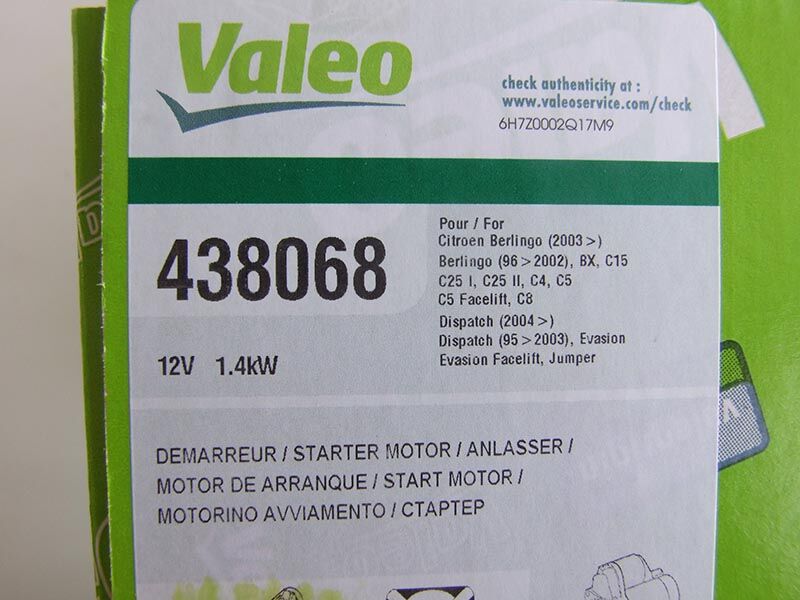 Valeo
check authenticity at :
www.valeoservice.com/check
6H7Z0002Q17M9
438068
12V 1.4kW
Pour / For
Citroen Berlingo (2003 >)
Berlingo (96 > 2002), BX, C15
C25 I, C25 II, C4, C5
C5 Facelift, C8
Dispatch (2004 >)
Dispatch (95 > 2003), Evasion
Evasion Facelift, Jumper
DEMARREUR / STARTER MOTOR / ANLASSER /
MOTOR DE ARRANQUE / START MOTOR /
MOTORINO AVVIAMENTO / СТАРТЕР